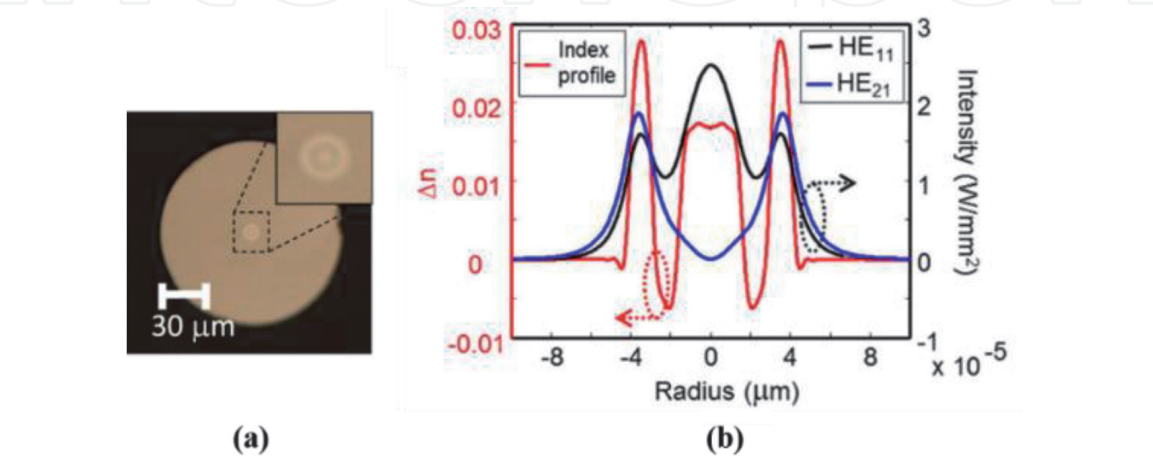 30 μm
(a)
0.03
0.02
0.01
0
-0.01
Δn
Index
profile
HE₁₁
HE₂₁
3
2
1
0
-1
x 10⁻⁵
Intensity (W/mm²)
-8 -4 0 4 8
Radius (μm)
(b)